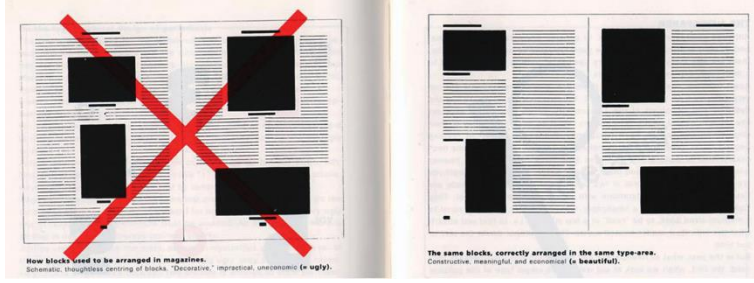 How blocks used to be arranged in magazines.
Schematic, thoughtless centring of blocks. "Decorative," impractical, uneconomic (= ugly).
The same blocks, correctly arranged in the same type-area.
Constructive, meaningful, and economical (= beautiful).